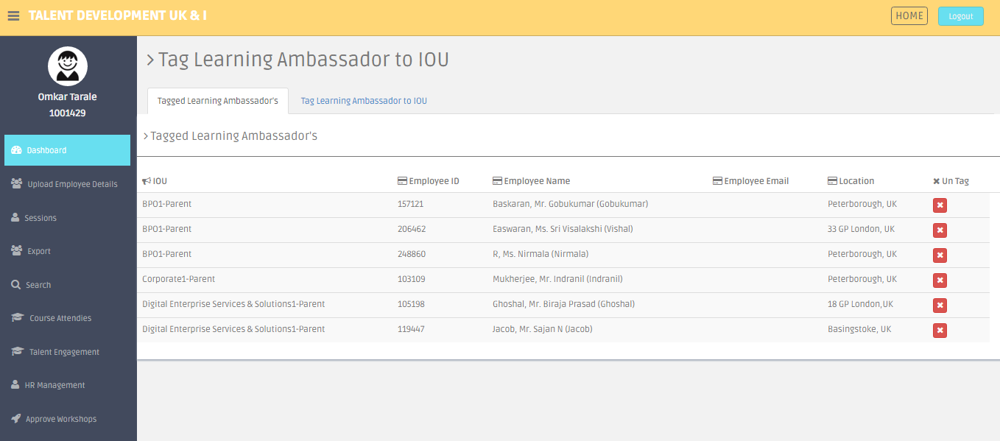 TALENT DEVELOPMENT UK & I
HOME
Logout
Omkar Tarale
1001429
Dashboard
Upload Employee Details
Sessions
Export
Search
Course Attendies
Talent Engagement
HR Management
Approve Workshops
Tag Learning Ambassador to IOU
Tagged Learning Ambassador's
Tag Learning Ambassador to IOU
Tagged Learning Ambassador's
IOU Employee ID Employee Name Employee Email Location Un Tag
BPO1-Parent 157121 Baskaran, Mr. Gobukumar (Gobukumar) Peterborough, UK
BPO1-Parent 206462 Easwaran, Ms. Sri Visalakshi (Vishal) 33 GP London, UK
BPO1-Parent 248860 R, Ms. Nirmala (Nirmala) Peterborough, UK
Corporate1-Parent 103109 Mukherjee, Mr. Indranil (Indranil) Peterborough, UK
Digital Enterprise Services & Solutions1-Parent 105198 Ghoshal, Mr. Biraja Prasad (Ghoshal) 18 GP London,UK
Digital Enterprise Services & Solutions1-Parent 119447 Jacob, Mr. Sajan N (Jacob) Basingstoke, UK